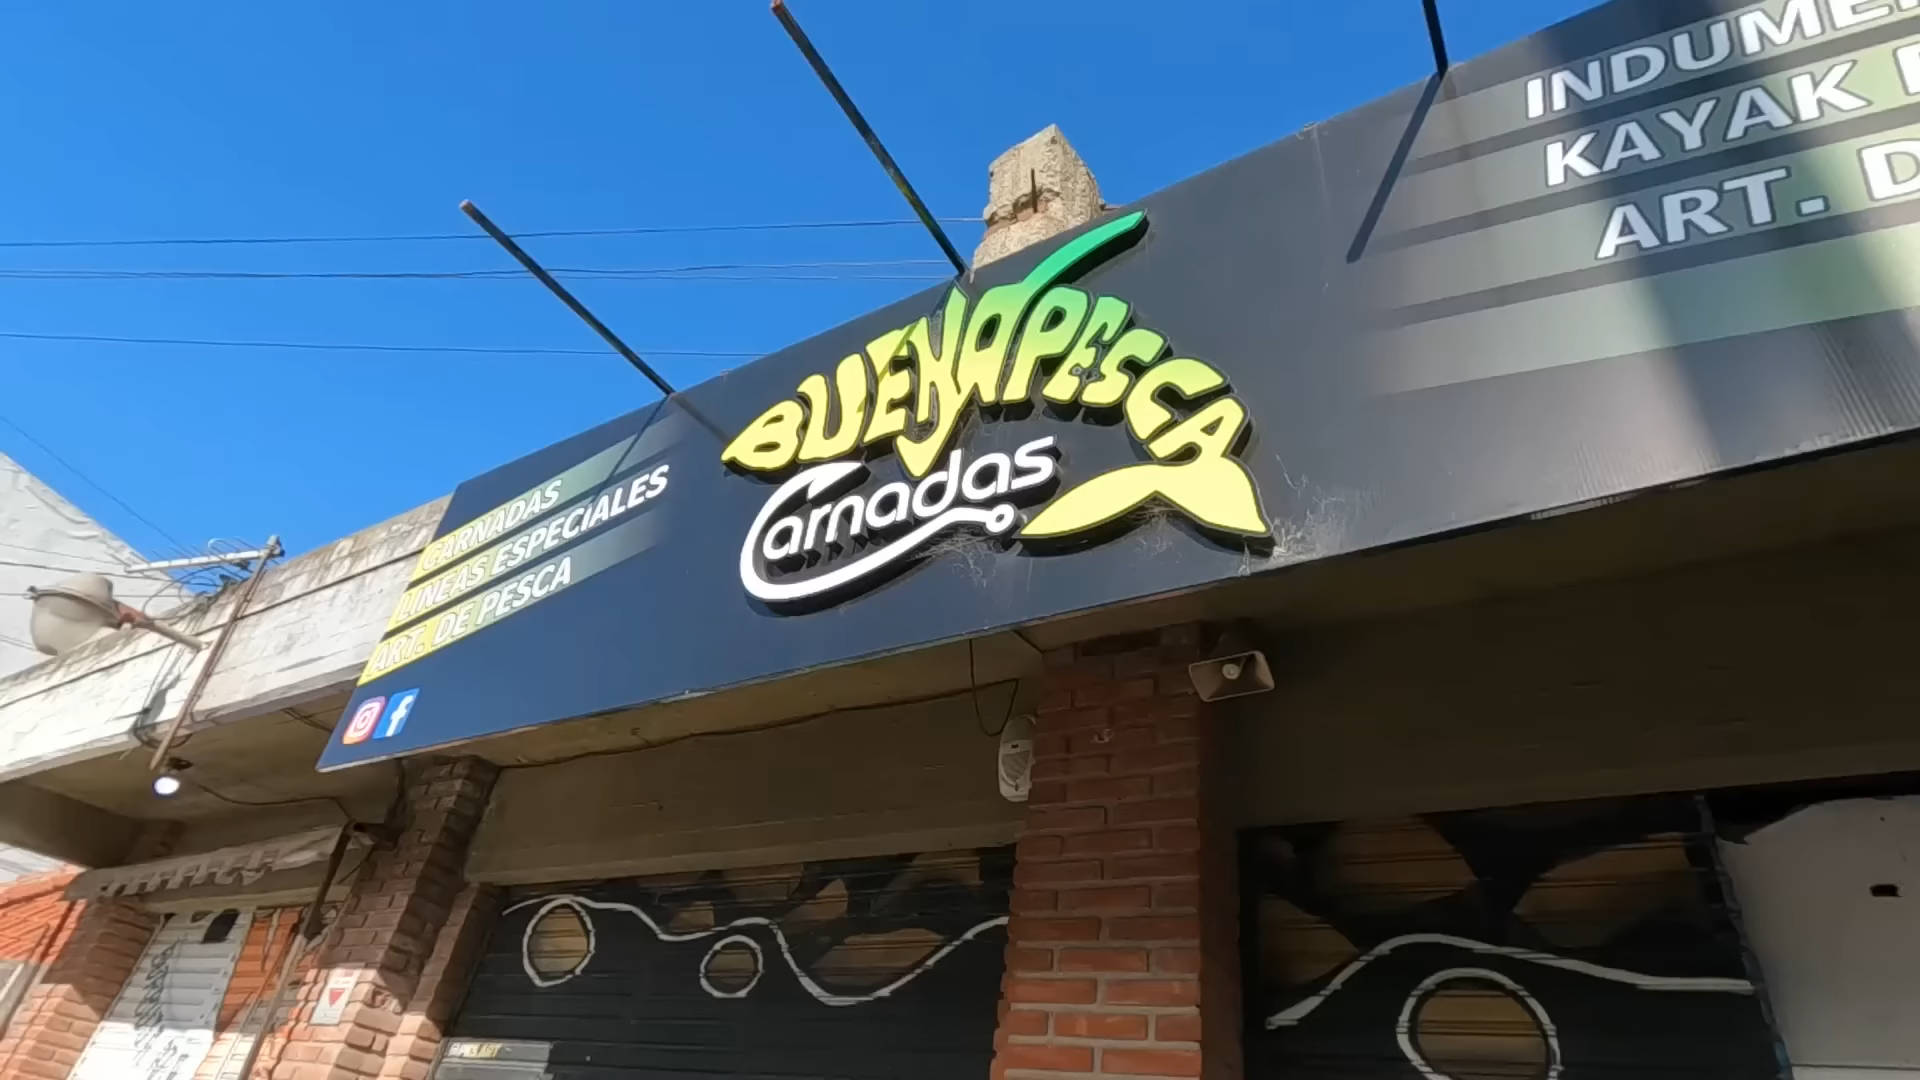 BUENAPESCA
Carnadas
CARNADAS
LINEAS ESPECIALES
ART. DE PESCA
INDUME
KAYAK
ART. D